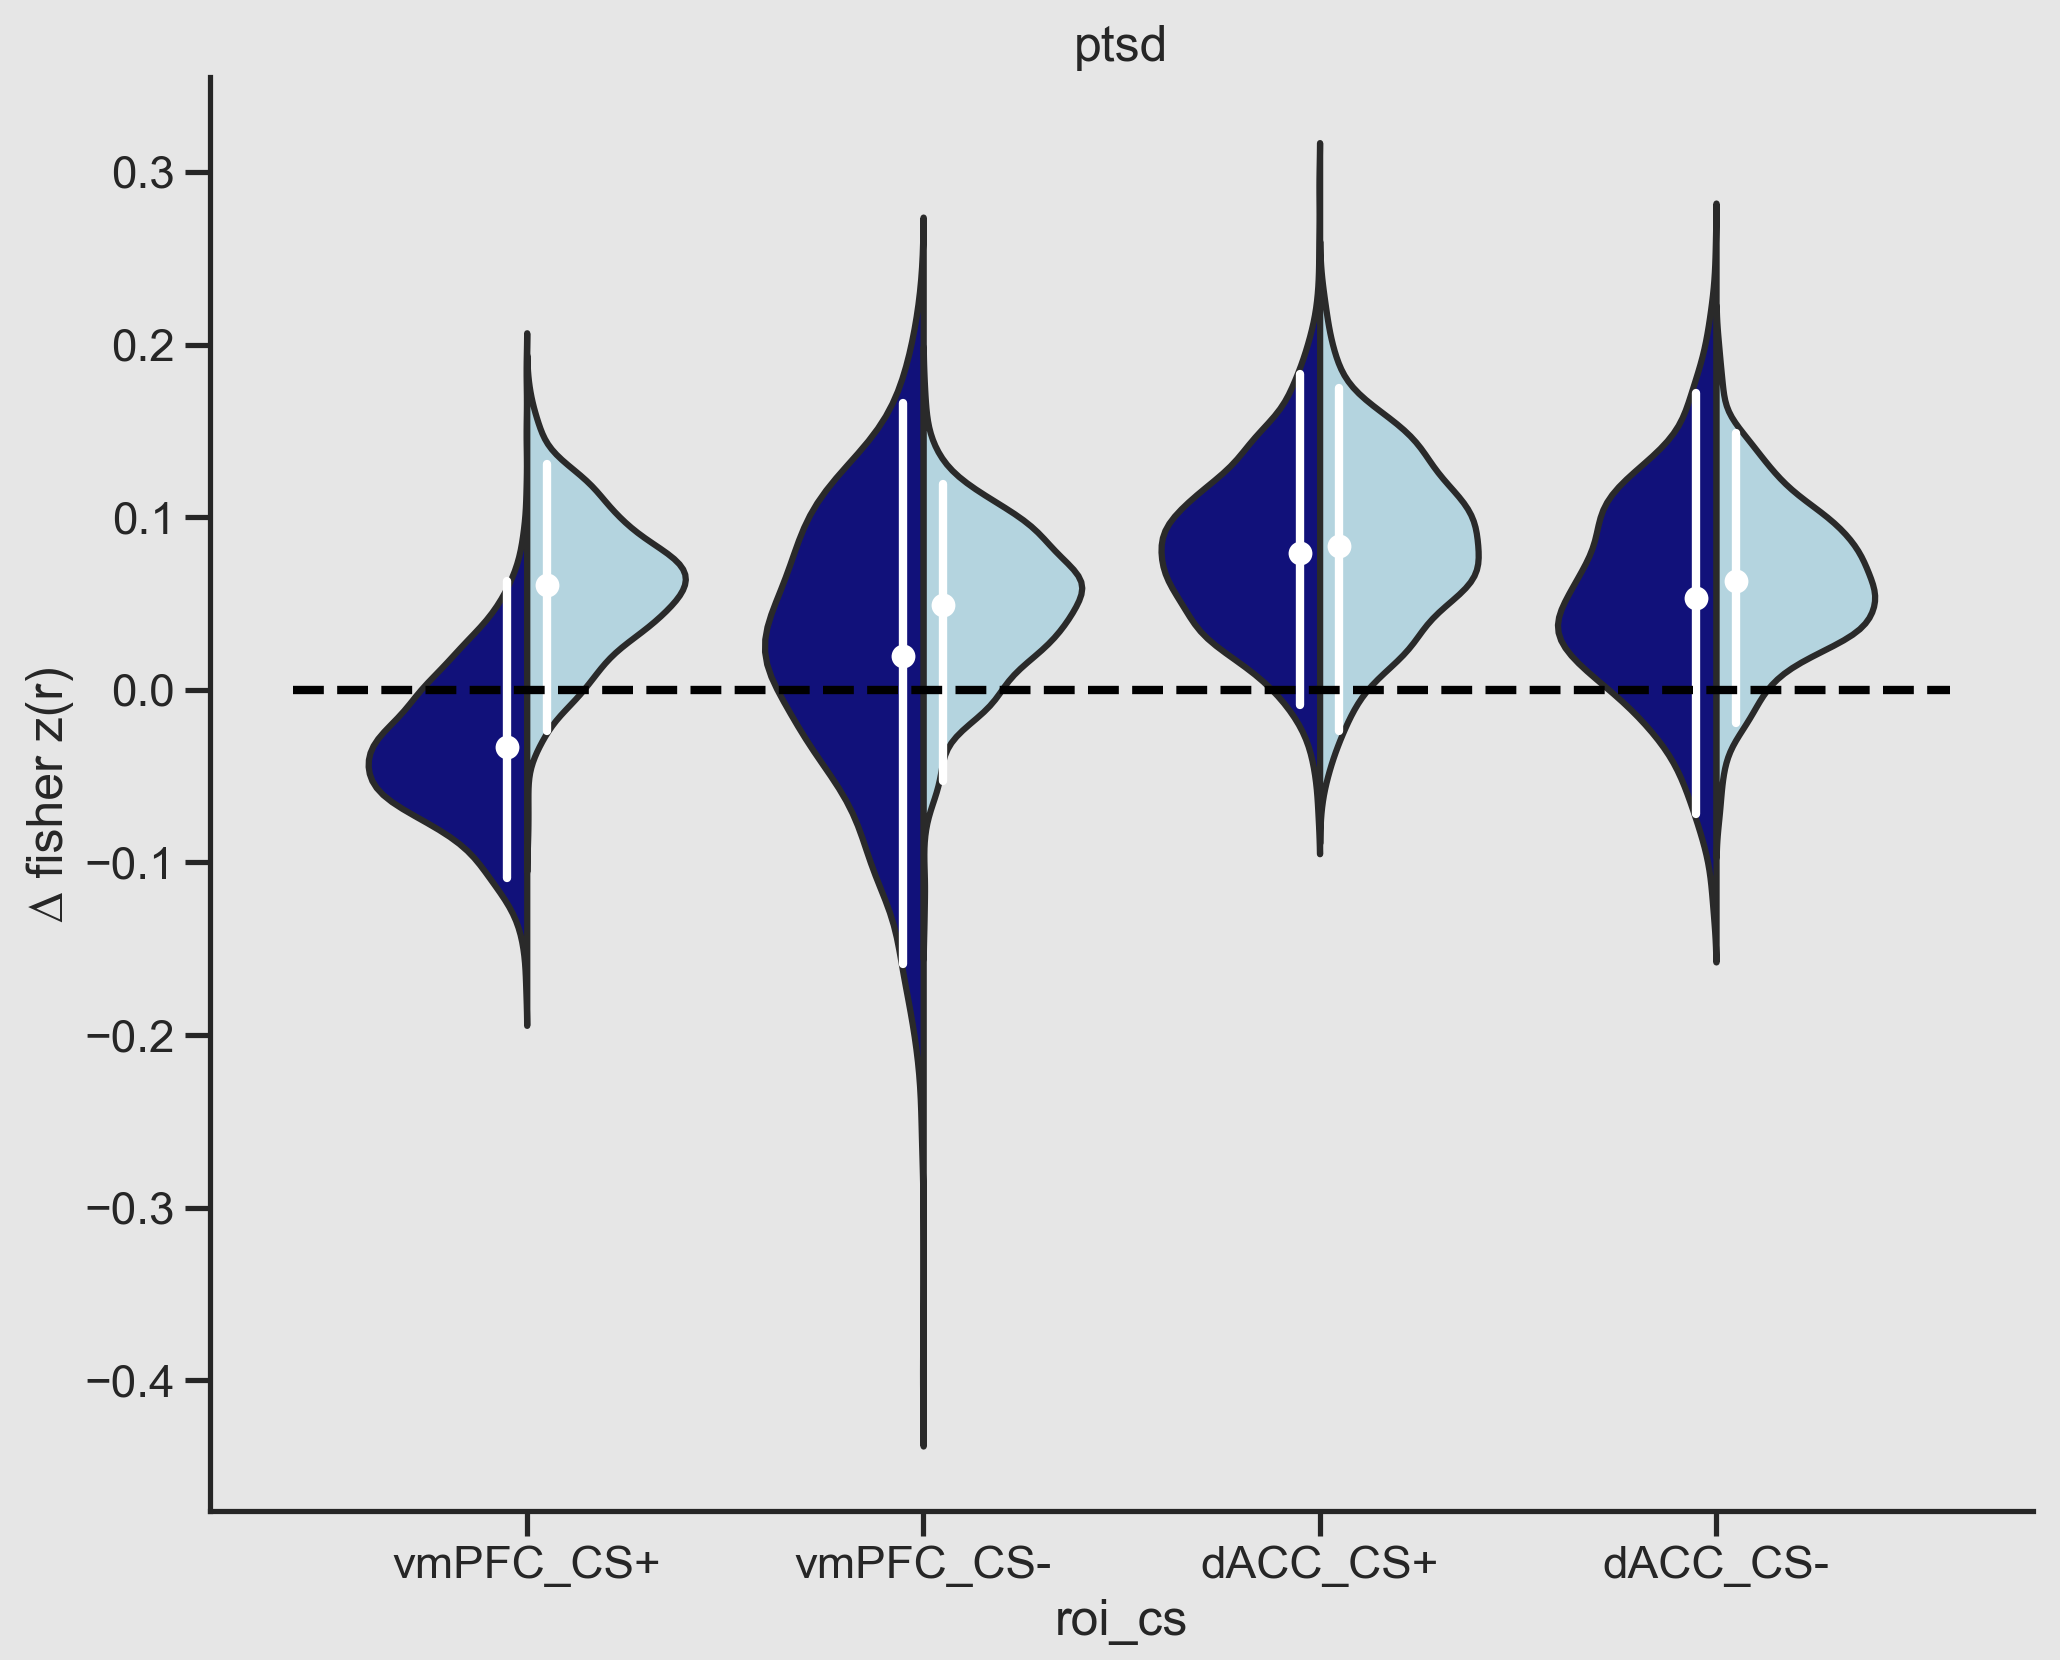 ptsd
Δ fisher z(r)
0.3
0.2
0.1
0.0
−0.1
−0.2
−0.3
−0.4
vmPFC_CS+ vmPFC_CS- dACC_CS+ dACC_CS-
roi_cs